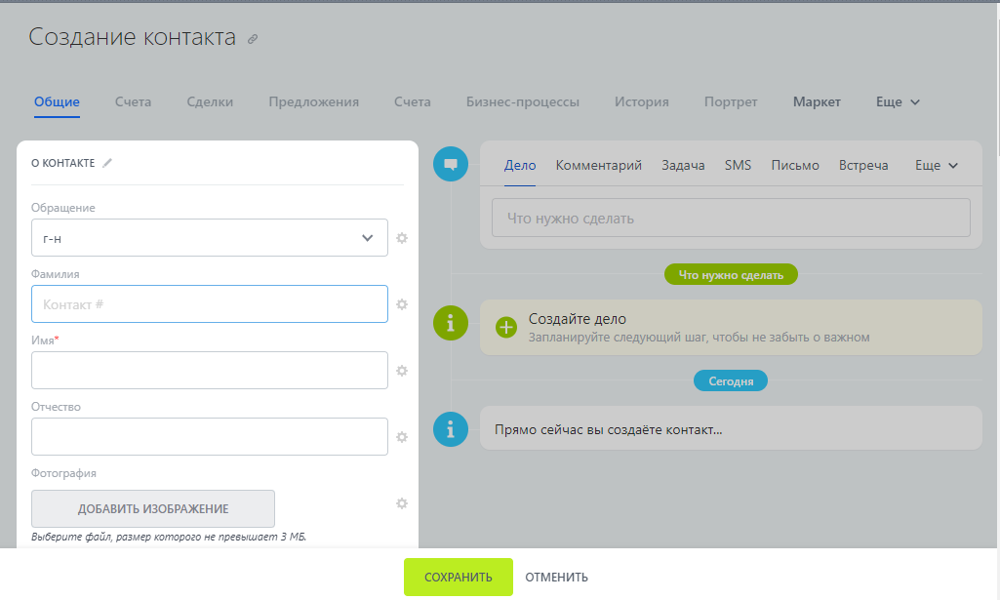 Создание контакта
Общие Счета Сделки Предложения Счета Бизнес-процессы История Портрет Маркет Еще
О КОНТАКТЕ
Обращение
г-н
Фамилия
Контакт #
Имя*
Отчество
Фотография
ДОБАВИТЬ ИЗОБРАЖЕНИЕ
Выберите файл, размер которого не превышает 3 МБ.
Дело Комментарий Задача SMS Письмо Встреча Еще
Что нужно сделать
Что нужно сделать
Создайте дело
Запланируйте следующий шаг, чтобы не забыть о важном
Сегодня
Прямо сейчас вы создаёте контакт...
СОХРАНИТЬ ОТМЕНИТЬ